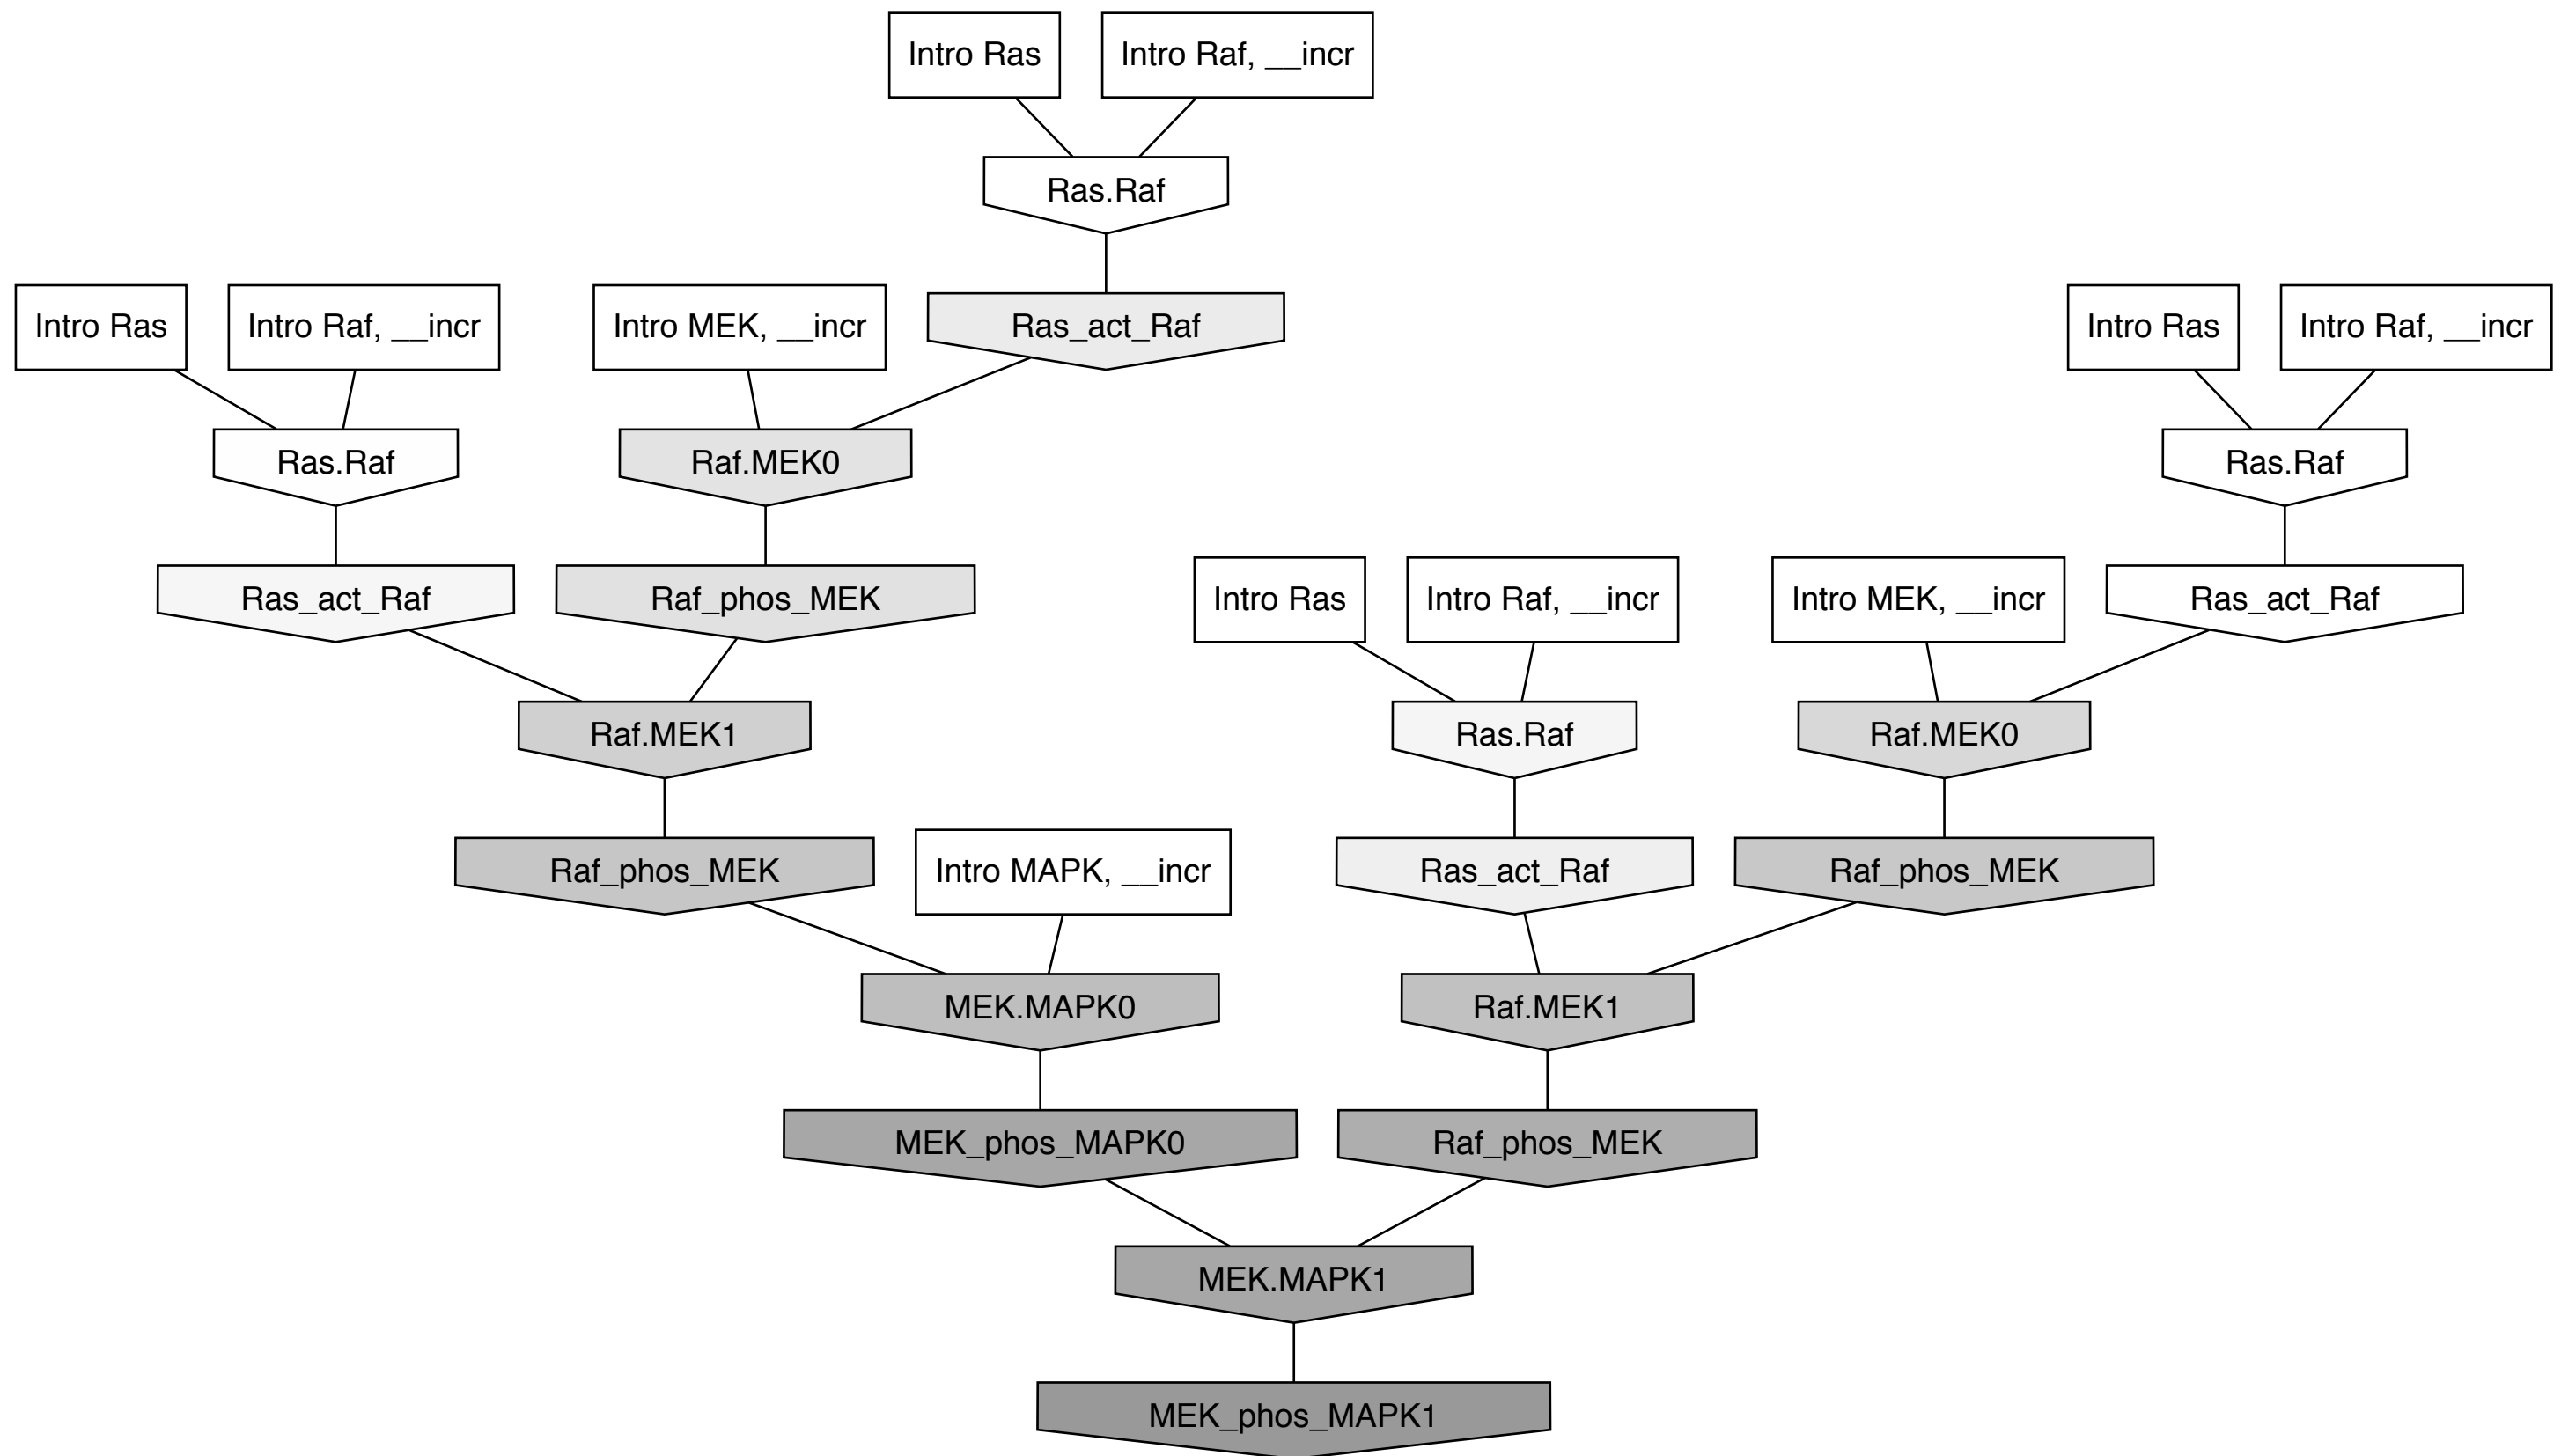 Intro Ras
Intro Raf, __incr
Ras.Raf
Intro Ras
Intro Raf, __incr
Intro MEK, __incr
Ras_act_Raf
Intro Ras
Intro Raf, __incr
Ras.Raf
Raf.MEK0
Ras.Raf
Ras_act_Raf
Raf_phos_MEK
Intro Ras
Intro Raf, __incr
Intro MEK, __incr
Ras_act_Raf
Raf.MEK1
Ras.Raf
Raf.MEK0
Raf_phos_MEK
Intro MAPK, __incr
Ras_act_Raf
Raf_phos_MEK
MEK.MAPK0
Raf.MEK1
MEK_phos_MAPK0
Raf_phos_MEK
MEK.MAPK1
MEK_phos_MAPK1